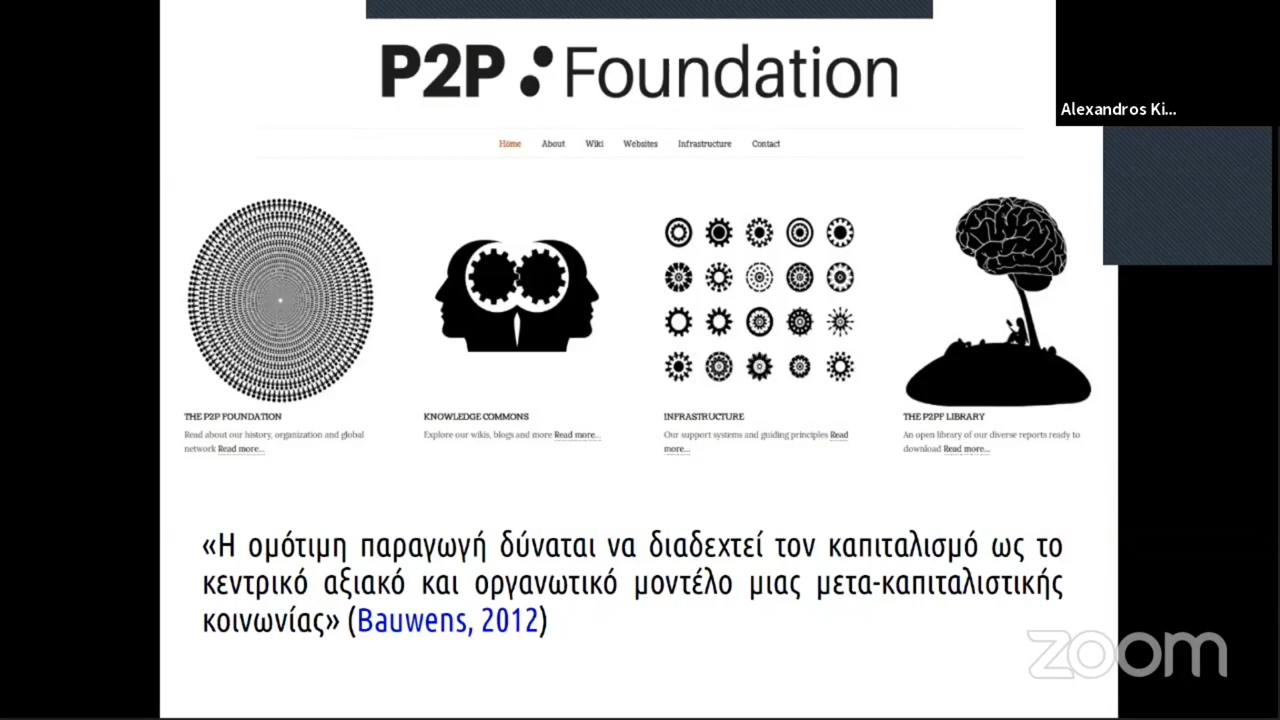 P2P Foundation
Alexandros Ki...
Home About Wiki Websites Infrastructure Contact
THE P2P FOUNDATION
Read about our history, organization and global
network Read more...
KNOWLEDGE COMMONS
Explore our wikis, blogs and more Read more...
INFRASTRUCTURE
Our support systems and guiding principles Read
more...
THE P2PF LIBRARY
An open library of our diverse reports ready to
download Read more...
«Η ομότιμη παραγωγή δύναται να διαδεχτεί τον καπιταλισμό ως το
κεντρικό αξιακό και οργανωτικό μοντέλο μιας μετα-καπιταλιστικής
κοινωνίας» (Bauwens, 2012)
zoom